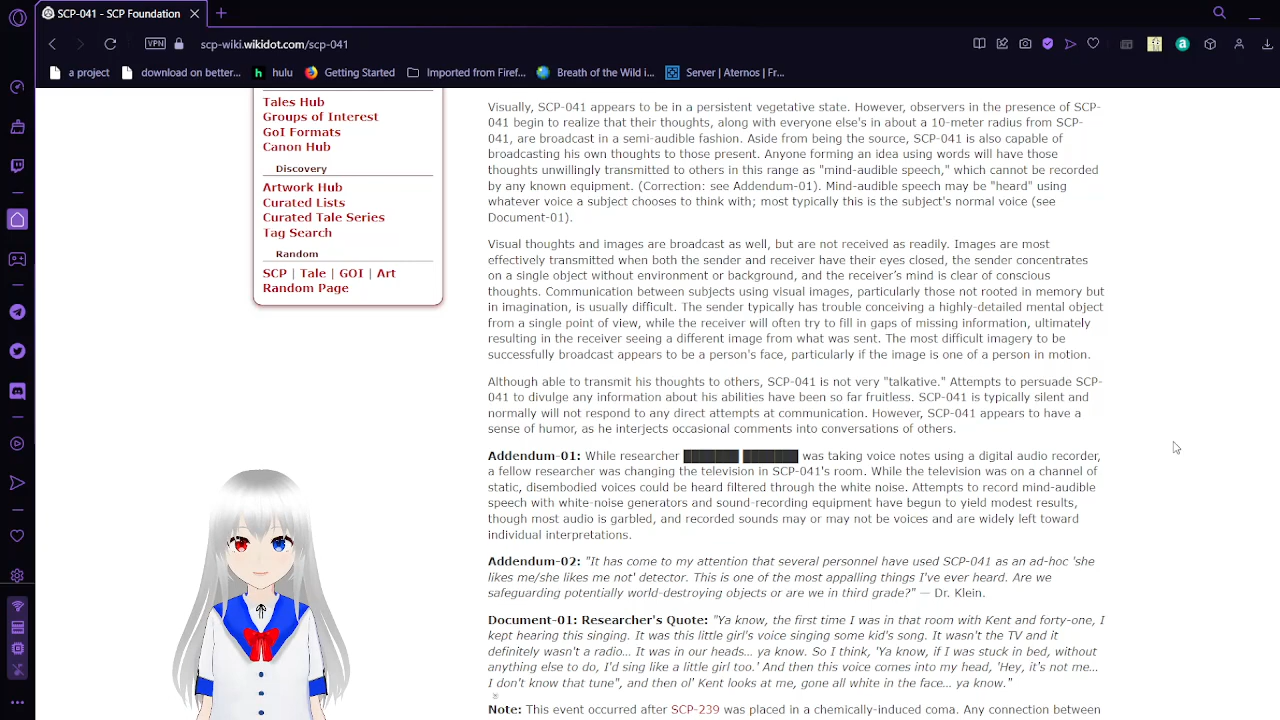 SCP-041 - SCP Foundation
VPN
scp-wiki.wikidot.com/scp-041
a project
download on better...
h hulu
Getting Started
Imported from Firef...
Breath of the Wild i...
Server | Aternos | Fr...
Tales Hub
Groups of Interest
GoI Formats
Canon Hub
Discovery
Artwork Hub
Curated Lists
Curated Tale Series
Tag Search
Random
SCP | Tale | GOI | Art
Random Page
Visually, SCP-041 appears to be in a persistent vegetative state. However, observers in the presence of SCP-
041 begin to realize that their thoughts, along with everyone else's in about a 10-meter radius from SCP-
041, are broadcast in a semi-audible fashion. Aside from being the source, SCP-041 is also capable of
broadcasting his own thoughts to those present. Anyone forming an idea using words will have those
thoughts unwillingly transmitted to others in this range as "mind-audible speech," which cannot be recorded
by any known equipment. (Correction: see Addendum-01). Mind-audible speech may be "heard" using
whatever voice a subject chooses to think with; most typically this is the subject's normal voice (see
Document-01).
Visual thoughts and images are broadcast as well, but are not received as readily. Images are most
effectively transmitted when both the sender and receiver have their eyes closed, the sender concentrates
on a single object without environment or background, and the receiver's mind is clear of conscious
thoughts. Communication between subjects using visual images, particularly those not rooted in memory but
in imagination, is usually difficult. The sender typically has trouble conceiving a highly-detailed mental object
from a single point of view, while the receiver will often try to fill in gaps of missing information, ultimately
resulting in the receiver seeing a different image from what was sent. The most difficult imagery to be
successfully broadcast appears to be a person's face, particularly if the image is one of a person in motion.
Although able to transmit his thoughts to others, SCP-041 is not very "talkative." Attempts to persuade SCP-
041 to divulge any information about his abilities have been so far fruitless. SCP-041 is typically silent and
normally will not respond to any direct attempts at communication. However, SCP-041 appears to have a
sense of humor, as he interjects occasional comments into conversations of others.
Addendum-01: While researcher ███████ ███████ was taking voice notes using a digital audio recorder,
a fellow researcher was changing the television in SCP-041's room. While the television was on a channel of
static, disembodied voices could be heard filtered through the white noise. Attempts to record mind-audible
speech with white-noise generators and sound-recording equipment have begun to yield modest results,
though most audio is garbled, and recorded sounds may or may not be voices and are widely left toward
individual interpretations.
Addendum-02: "It has come to my attention that several personnel have used SCP-041 as an ad-hoc 'she
likes me/she likes me not' detector. This is one of the most appalling things I've ever heard. Are we
safeguarding potentially world-destroying objects or are we in third grade?" — Dr. Klein.
Document-01: Researcher's Quote: "Ya know, the first time I was in that room with Kent and forty-one, I
kept hearing this singing. It was this little girl's voice singing some kid's song. It wasn't the TV and it
definitely wasn't a radio... It was in our heads... ya know. So I think, 'Ya know, if I was stuck in bed, without
anything else to do, I'd sing like a little girl too.' And then this voice comes into my head, 'Hey, it's not me...
I don't know that tune", and then ol' Kent looks at me, gone all white in the face... ya know."
Note: This event occurred after SCP-239 was placed in a chemically-induced coma. Any connection between